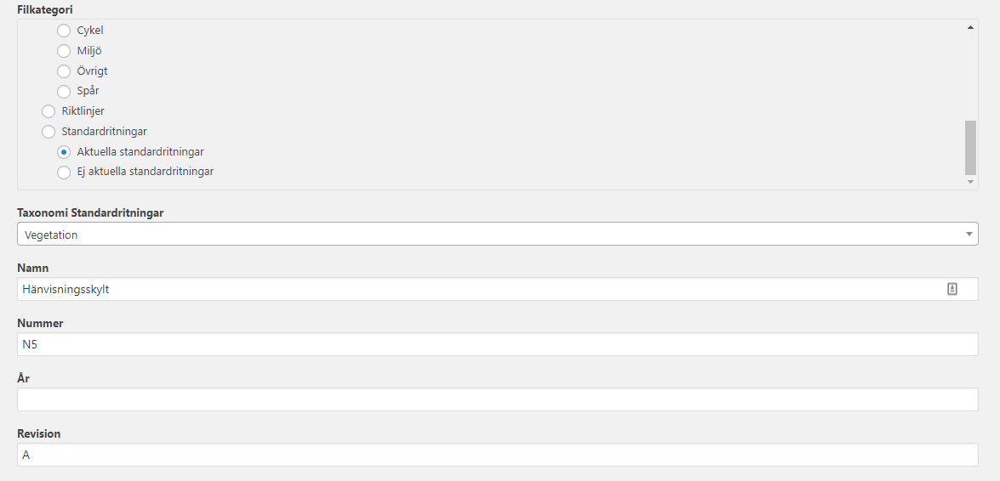 Filkategori
Cykel
Miljö
Övrigt
Spår
Riktlinjer
Standardritningar
Aktuella standardritningar
Ej aktuella standardritningar
Taxonomi Standardritningar
Vegetation
Namn
Hänvisningsskylt
Nummer
N5
År
Revision
A